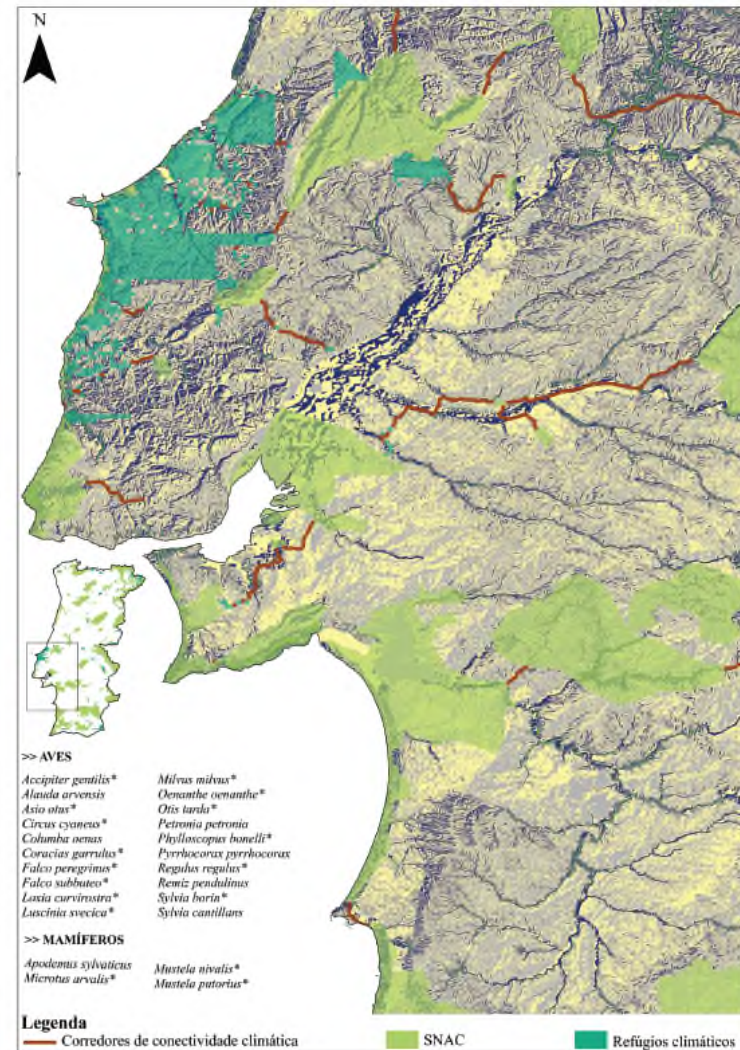 N
>> AVES
Accipiter gentilis* Milvus milvus*
Alauda arvensis Oenanthe oenanthe*
Asio otus* Otis tarda*
Circus cyaneus* Petronia petronia
Columba oenas Phylloscopus bonelli*
Coracias garrulus* Pyrrhocorax pyrrhocorax
Falco peregrinus* Regulus regulus*
Falco subbuteo* Remiz pendulinus
Loxia curvirostra* Sylvia borin*
Luscinia svecica* Sylvia cantillans
>> MAMÍFEROS
Apodemus sylvaticus Mustela nivalis*
Microtus arvalis* Mustela putorius*
Legenda
Corredores de conectividade climática SNAC Refúgios climáticos